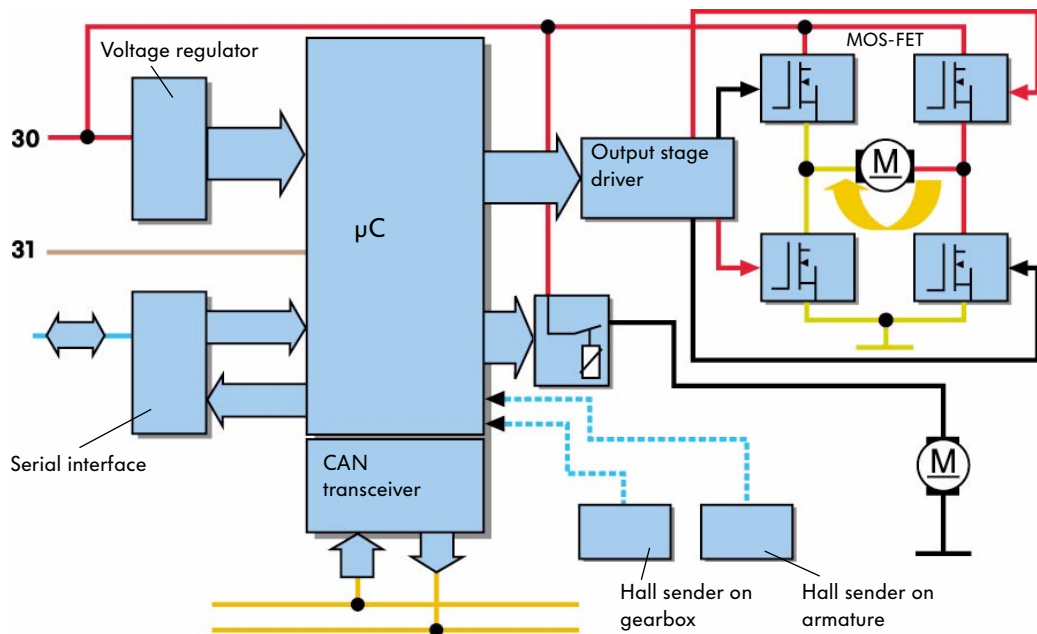 Voltage regulator
MOS-FET
30
Output stage
driver
M
µC
31
Serial interface
CAN
transceiver
M
Hall sender on
gearbox
Hall sender on
armature